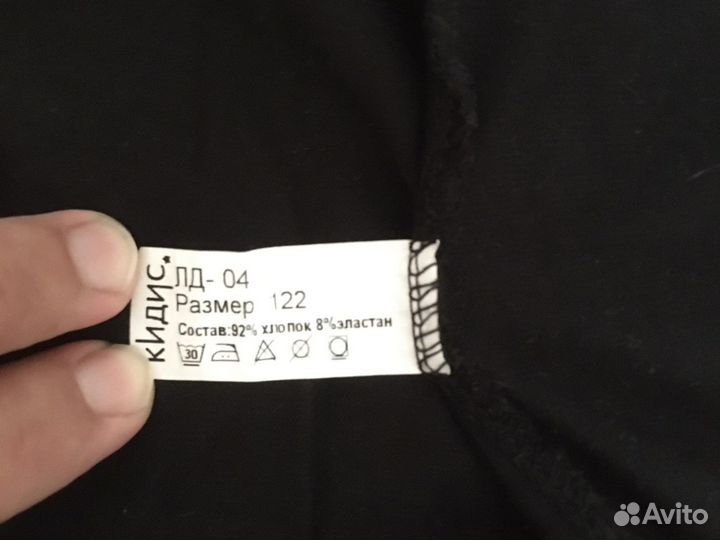 кидис
ЛД- 04
Размер 122
Состав:92% хлопок 8%эластан
30
Avito